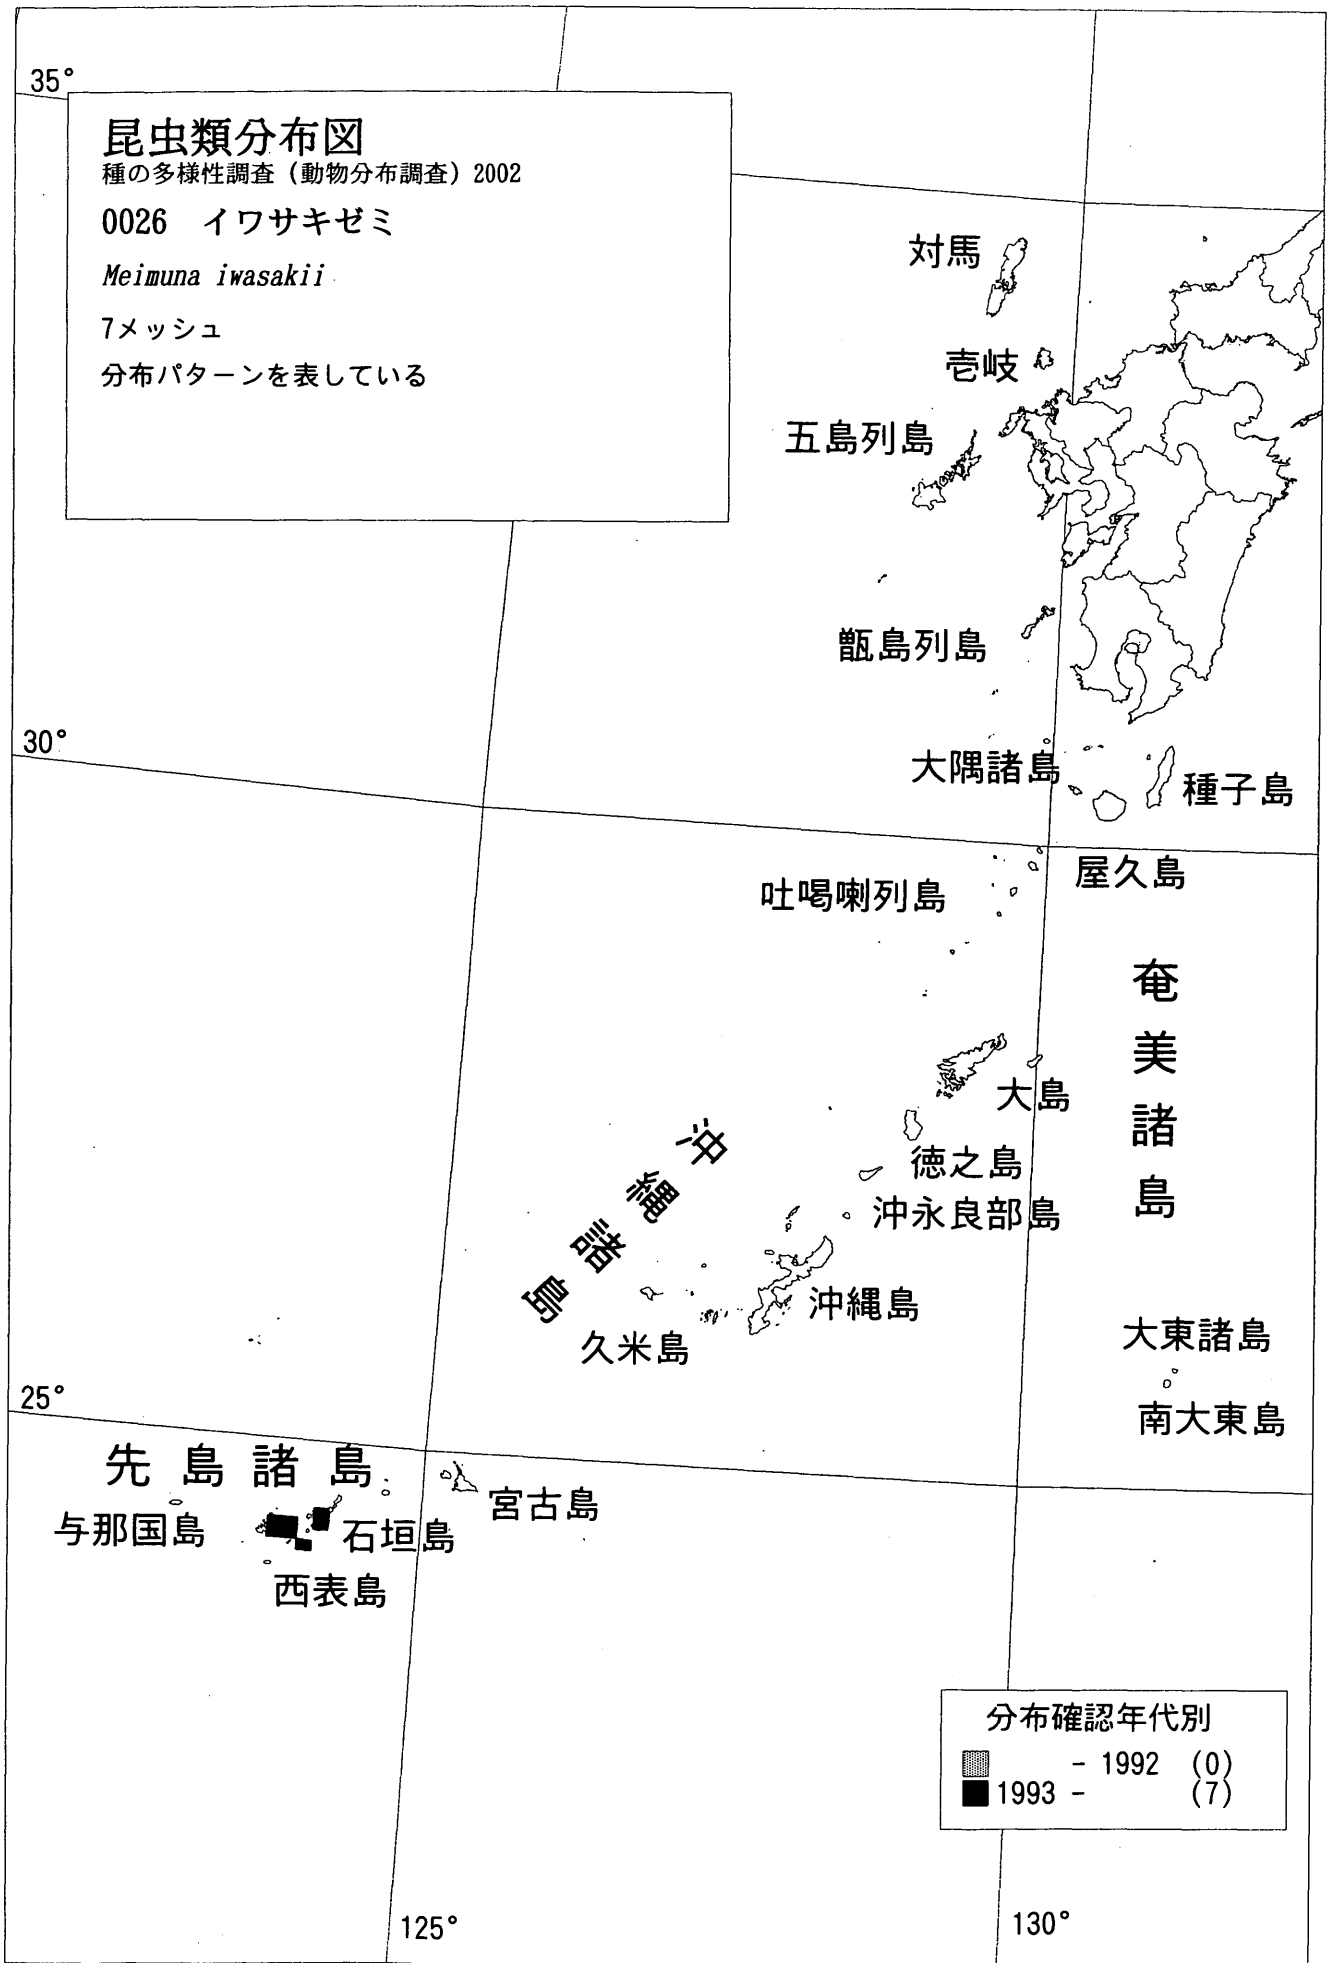 35°
昆虫類分布図
種の多様性調査（動物分布調査）2002
0026　イワサキゼミ
Meimuna iwasakii
7メッシュ
分布パターンを表している
対馬
壱岐
五島列島
甑島列島
30°
大隅諸島
種子島
屋久島
吐喝喇列島
奄美諸島
大島
徳之島
沖永良部島
沖縄諸島
沖縄島
久米島
大東諸島
南大東島
25°
先島諸島
宮古島
与那国島
石垣島
西表島
分布確認年代別
- 1992 (0)
1993 - (7)
125°
130°